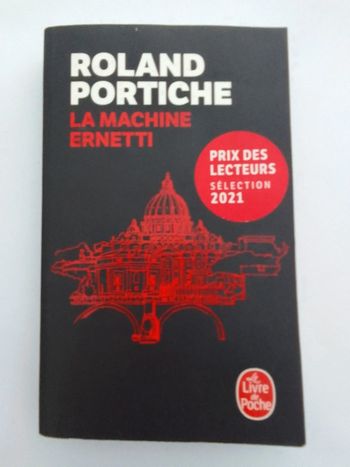 ROLAND
PORTICHE
LA MACHINE
ERNETTI
PRIX DES
LECTEURS
SÉLECTION
2021
Le
Livre
de
Poche